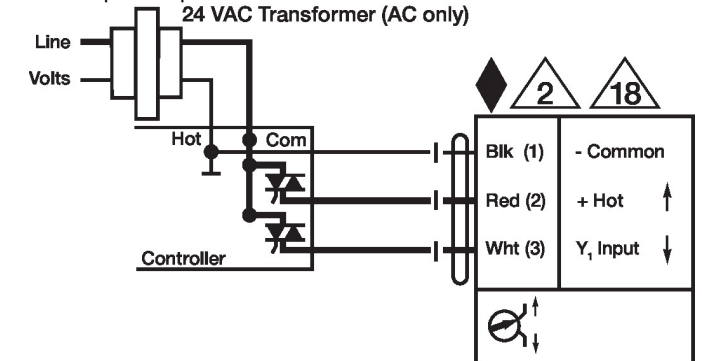 24 VAC Transformer (AC only)
Line
Volts
2
18
Hot
Com
Blk (1)
- Common
Red (2)
+ Hot
Wht (3)
Y1 Input
Controller